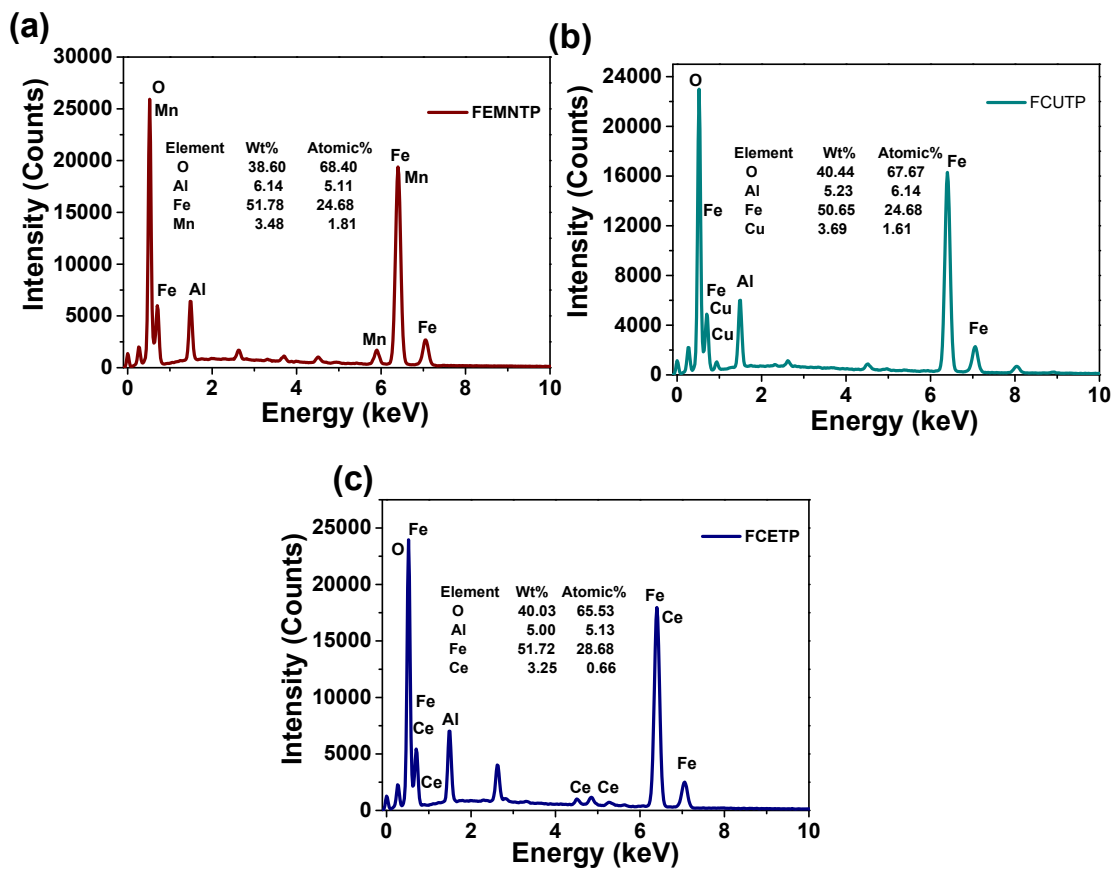 (a)
30000
25000
20000
15000
10000
5000
0
Intensity (Counts)
O
Mn
FEMNTP
Element Wt% Atomic%
O 38.60 68.40
Al 6.14 5.11
Fe 51.78 24.68
Mn 3.48 1.81
Fe
Mn
Fe
Al
Mn
Fe
0 2 4 6 8 10
Energy (keV)
(b)
24000
20000
16000
12000
8000
4000
0
Intensity (Counts)
O
FCUTP
Element Wt% Atomic%
O 40.44 67.67
Al 5.23 6.14
Fe 50.65 24.68
Cu 3.69 1.61
Fe
Fe
Fe
Cu
Cu
Al
Fe
0 2 4 6 8 10
Energy (keV)
(c)
25000
20000
15000
10000
5000
0
Intensity (Counts)
Fe
O
FCETP
Element Wt% Atomic%
O 40.03 65.53
Al 5.00 5.13
Fe 51.72 28.68
Ce 3.25 0.66
Fe
Ce
Fe
Ce
Ce
Al
Ce Ce
Fe
0 2 4 6 8 10
Energy (keV)